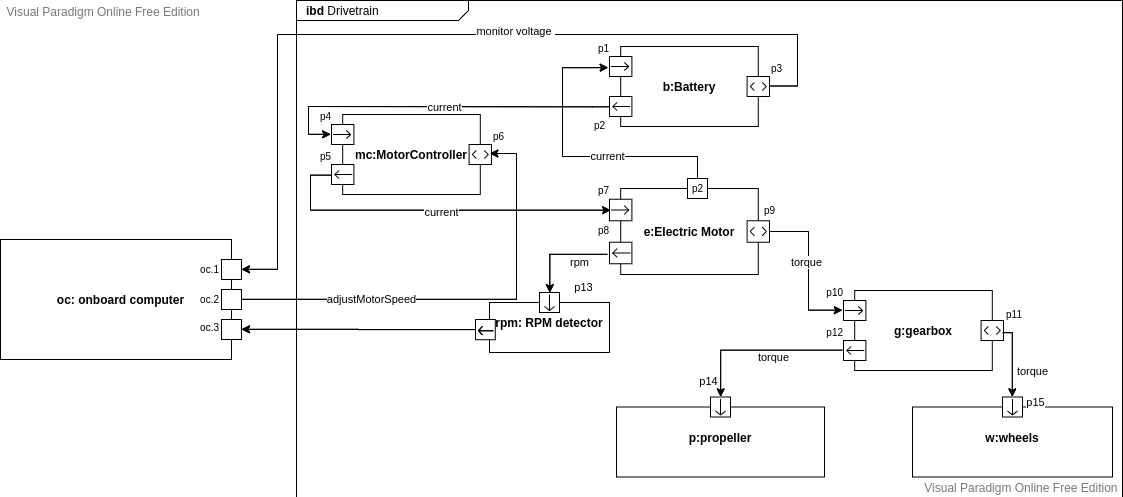 Visual Paradigm Online Free Edition
ibd Drivetrain
monitor voltage
p1
p3
b:Battery
p2
current
p4
p6
mc:MotorController
p5
current
p2
p7
p9
e:Electric Motor
p8
current
rpm
torque
p13
oc.1
oc: onboard computer
oc.2
adjustMotorSpeed
oc.3
rpm: RPM detector
p10
p11
g:gearbox
p12
torque
torque
p14
p15
p:propeller
w:wheels
Visual Paradigm Online Free Edition